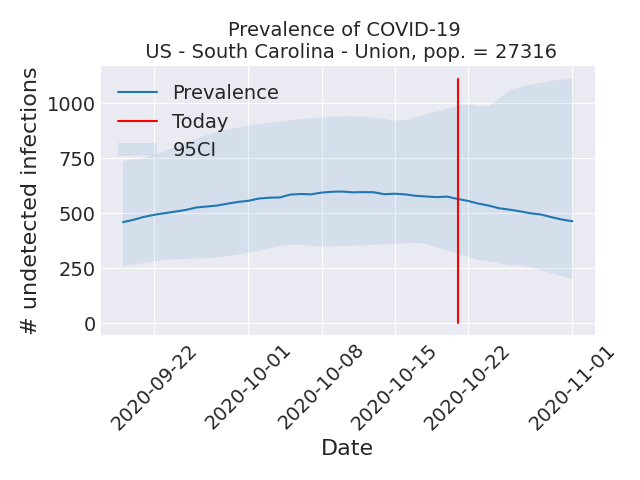 Prevalence of COVID-19
US - South Carolina - Union, pop. = 27316
# undetected infections
1000
750
500
250
0
Prevalence
Today
95CI
2020-09-22
2020-10-01
2020-10-08
2020-10-15
2020-10-22
2020-11-01
Date